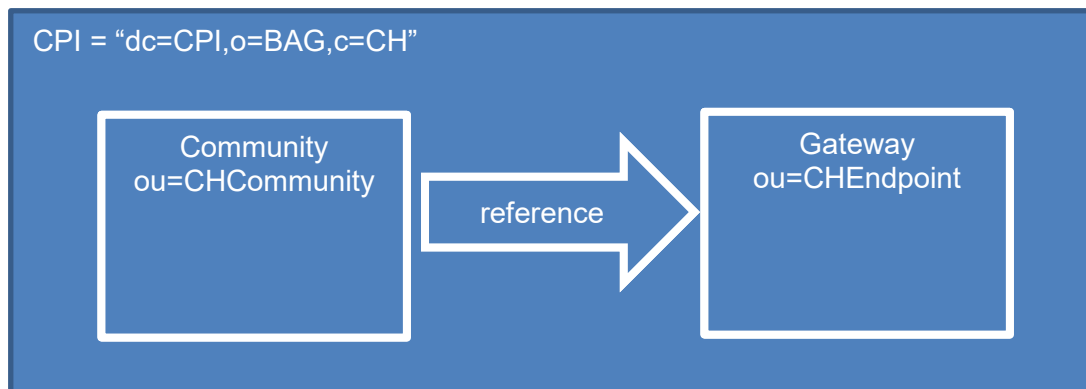 CPI = “dc=CPI,o=BAG,c=CH”
Community
ou=CHCommunity
reference
Gateway
ou=CHEndpoint